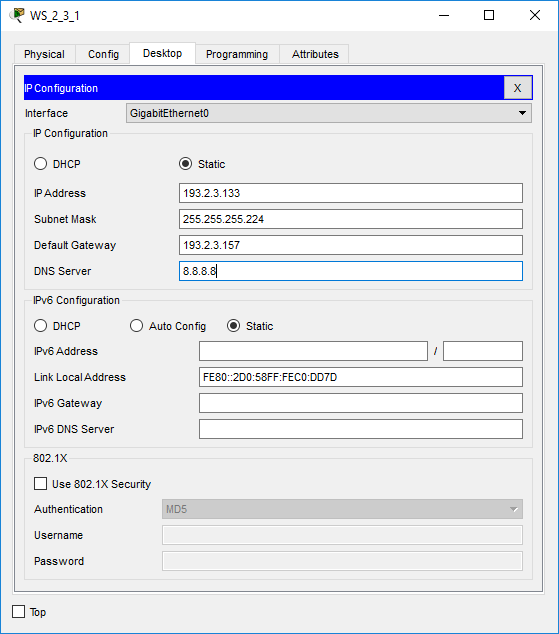 WS_2_3_1
Physical Config Desktop Programming Attributes
IP Configuration X
Interface GigabitEthernet0
IP Configuration
DHCP Static
IP Address 193.2.3.133
Subnet Mask 255.255.255.224
Default Gateway 193.2.3.157
DNS Server 8.8.8.8
IPv6 Configuration
DHCP Auto Config Static
IPv6 Address /
Link Local Address FE80::2D0:58FF:FEC0:DD7D
IPv6 Gateway
IPv6 DNS Server
802.1X
Use 802.1X Security
Authentication MD5
Username
Password
Top